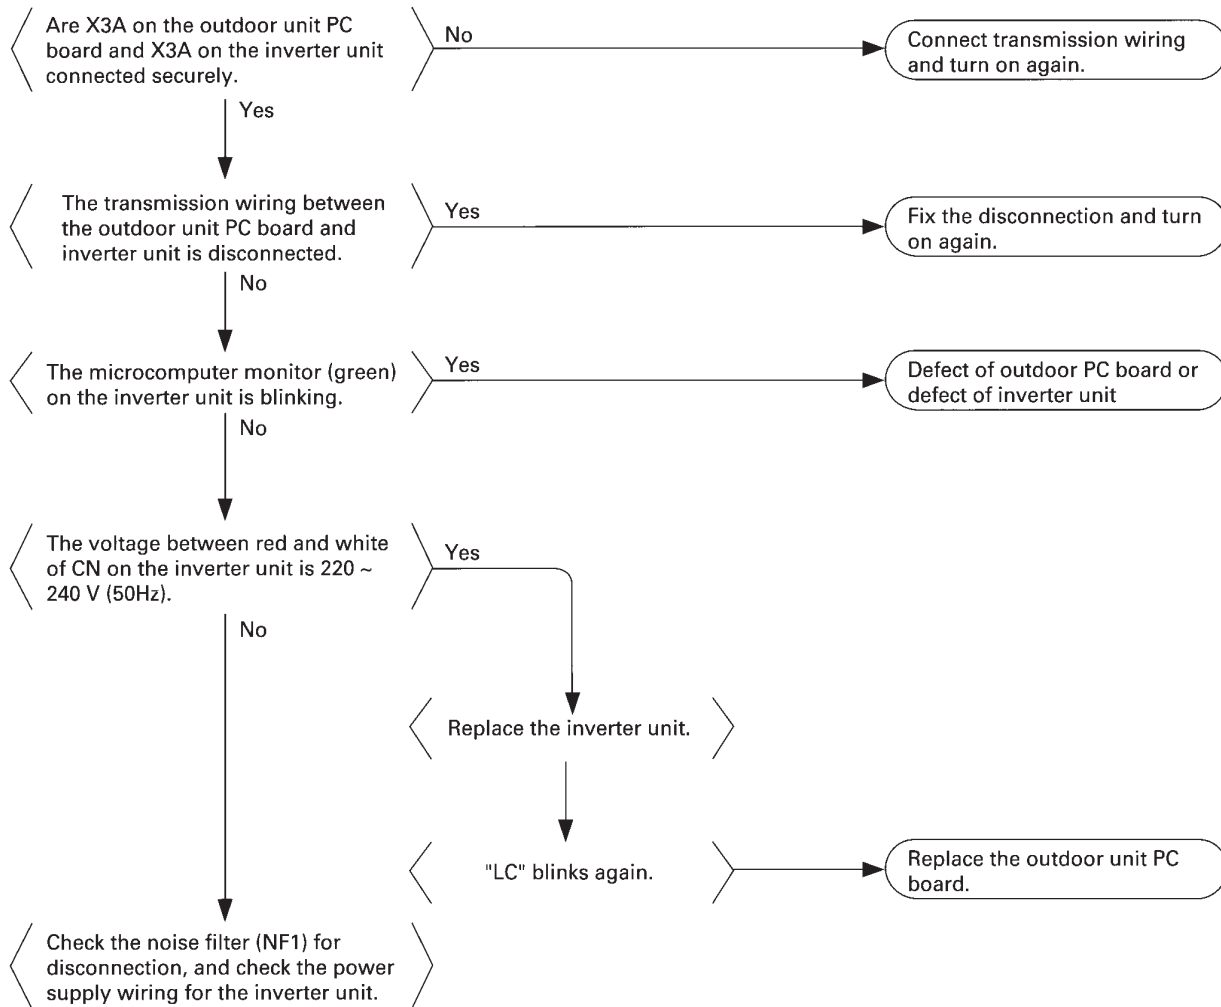 Are X3A on the outdoor unit PC
board and X3A on the inverter unit
connected securely.
No
Connect transmission wiring
and turn on again.
Yes
The transmission wiring between
the outdoor unit PC board and
inverter unit is disconnected.
Yes
Fix the disconnection and turn
on again.
No
The microcomputer monitor (green)
on the inverter unit is blinking.
Yes
Defect of outdoor PC board or
defect of inverter unit
No
The voltage between red and white
of CN on the inverter unit is 220 ~
240 V (50Hz).
Yes
No
Replace the inverter unit.
"LC" blinks again.
Replace the outdoor unit PC
board.
Check the noise filter (NF1) for
disconnection, and check the power
supply wiring for the inverter unit.